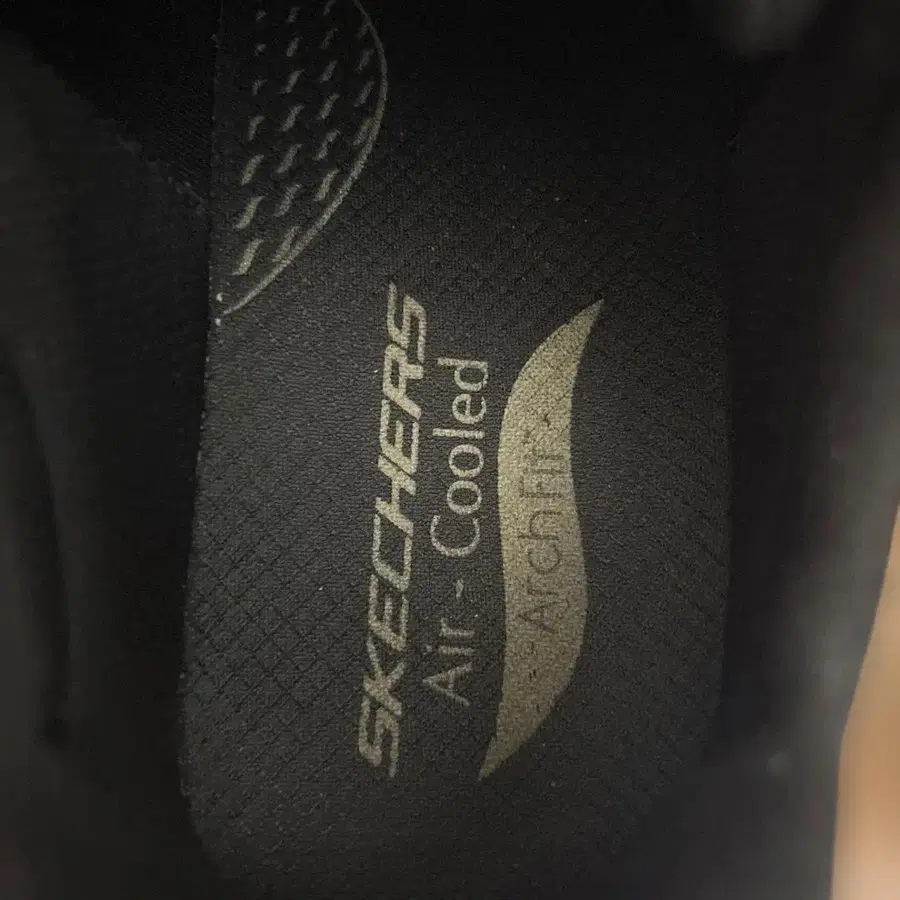 SKECHERS
Air - Cooled
Arch Fit